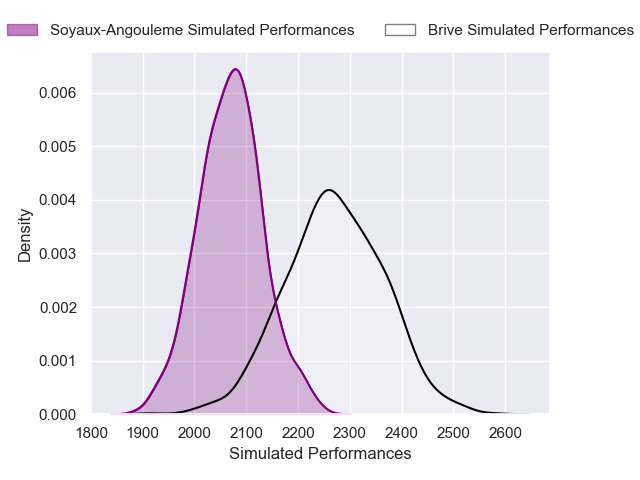 Soyaux-Angouleme Simulated Performances
Brive Simulated Performances
0.006
0.005
0.004
0.003
0.002
0.001
0.000
Density
1800 1900 2000 2100 2200 2300 2400 2500 2600
Simulated Performances